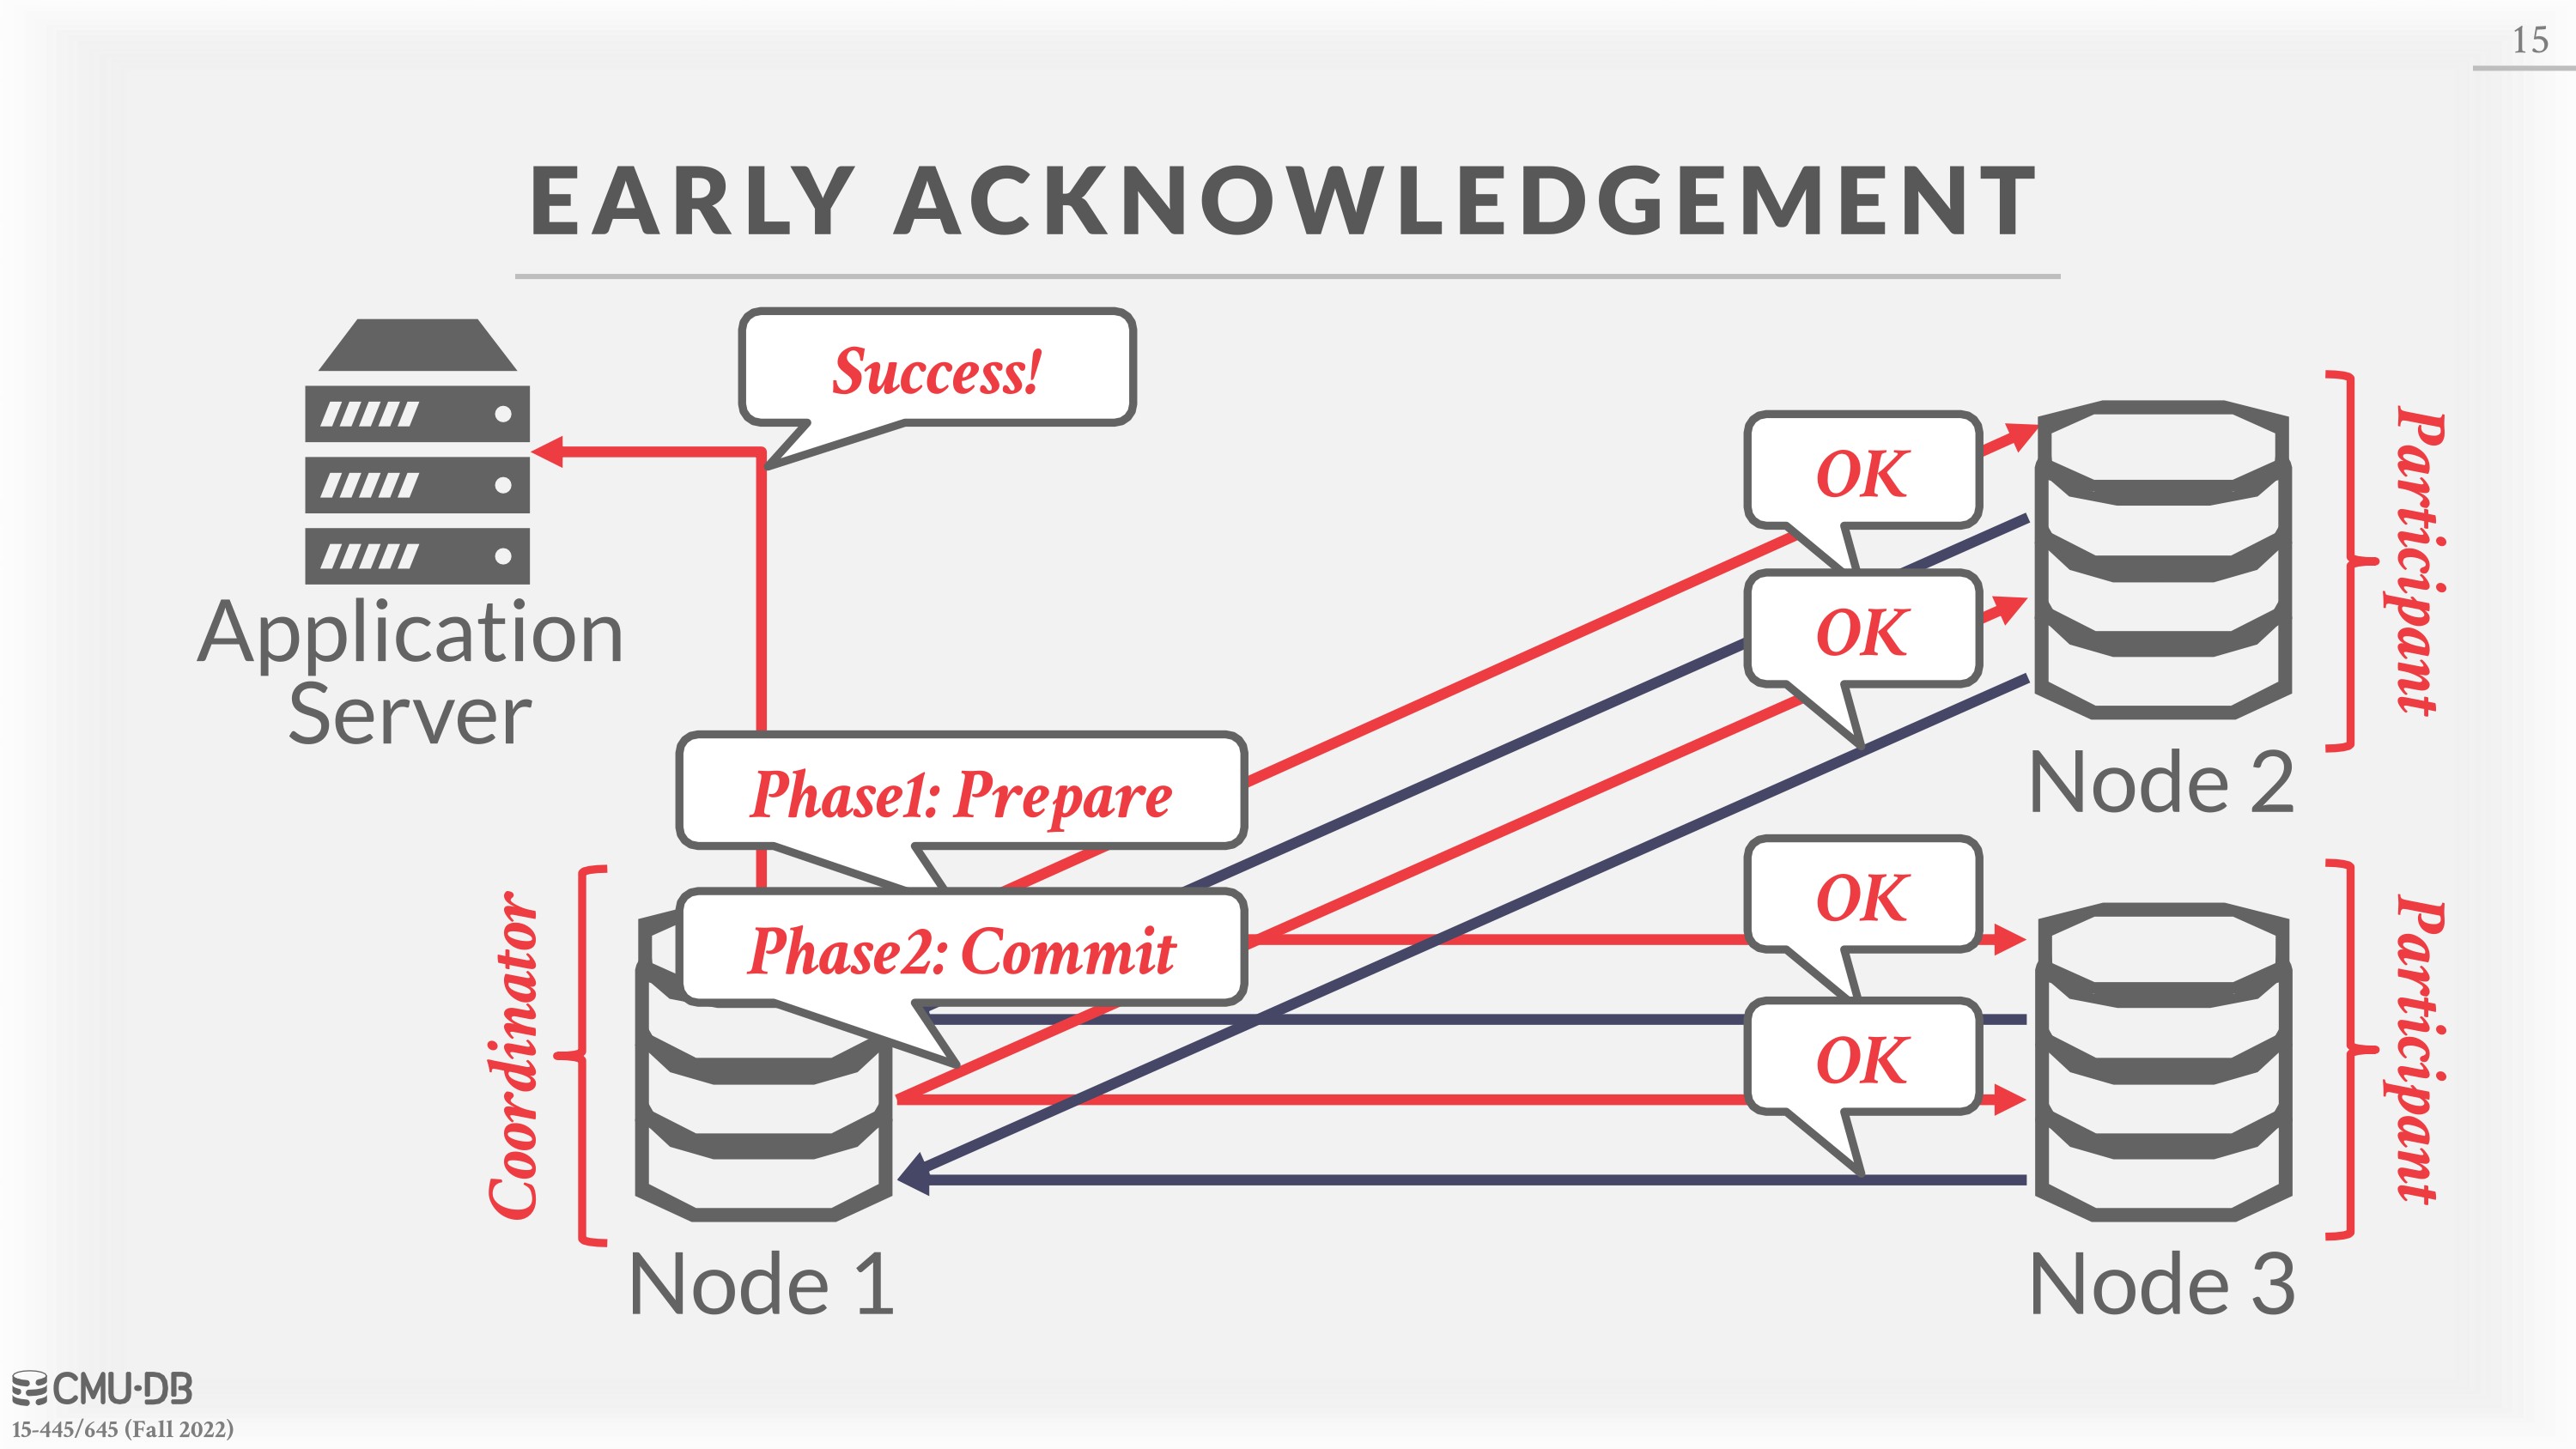 15
EARLY ACKNOWLEDGEMENT
Success!
Application
Server
OK
OK
Participant
Node 2
Phase1: Prepare
Phase2: Commit
Coordinator
Node 1
OK
OK
Participant
Node 3
CMU·DB
15-445/645 (Fall 2022)